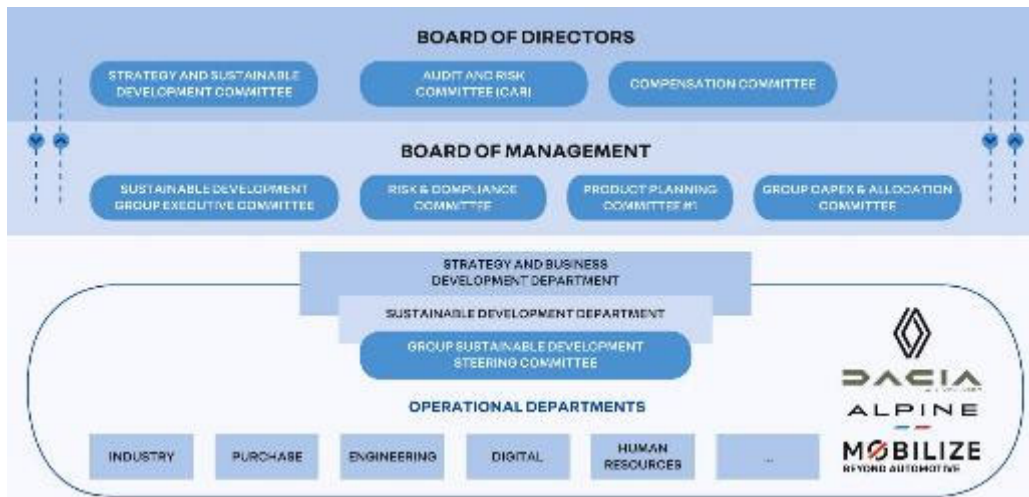 BOARD OF DIRECTORS
STRATEGY AND SUSTAINABLE
DEVELOPMENT COMMITTEE
AUDIT AND RISK
COMMITTEE (CAR)
COMPENSATION COMMITTEE
BOARD OF MANAGEMENT
SUSTAINABLE DEVELOPMENT
GROUP EXECUTIVE COMMITTEE
RISK & COMPLIANCE
COMMITTEE
PRODUCT PLANNING
COMMITTEE #1
GROUP CAPEX & ALLOCATION
COMMITTEE
STRATEGY AND BUSINESS
DEVELOPMENT DEPARTMENT
SUSTAINABLE DEVELOPMENT DEPARTMENT
GROUP SUSTAINABLE DEVELOPMENT
STEERING COMMITTEE
OPERATIONAL DEPARTMENTS
INDUSTRY
PURCHASE
ENGINEERING
DIGITAL
HUMAN
RESOURCES
...
DACIA
ALPINE
MOBILIZE
BEYOND AUTOMOTIVE